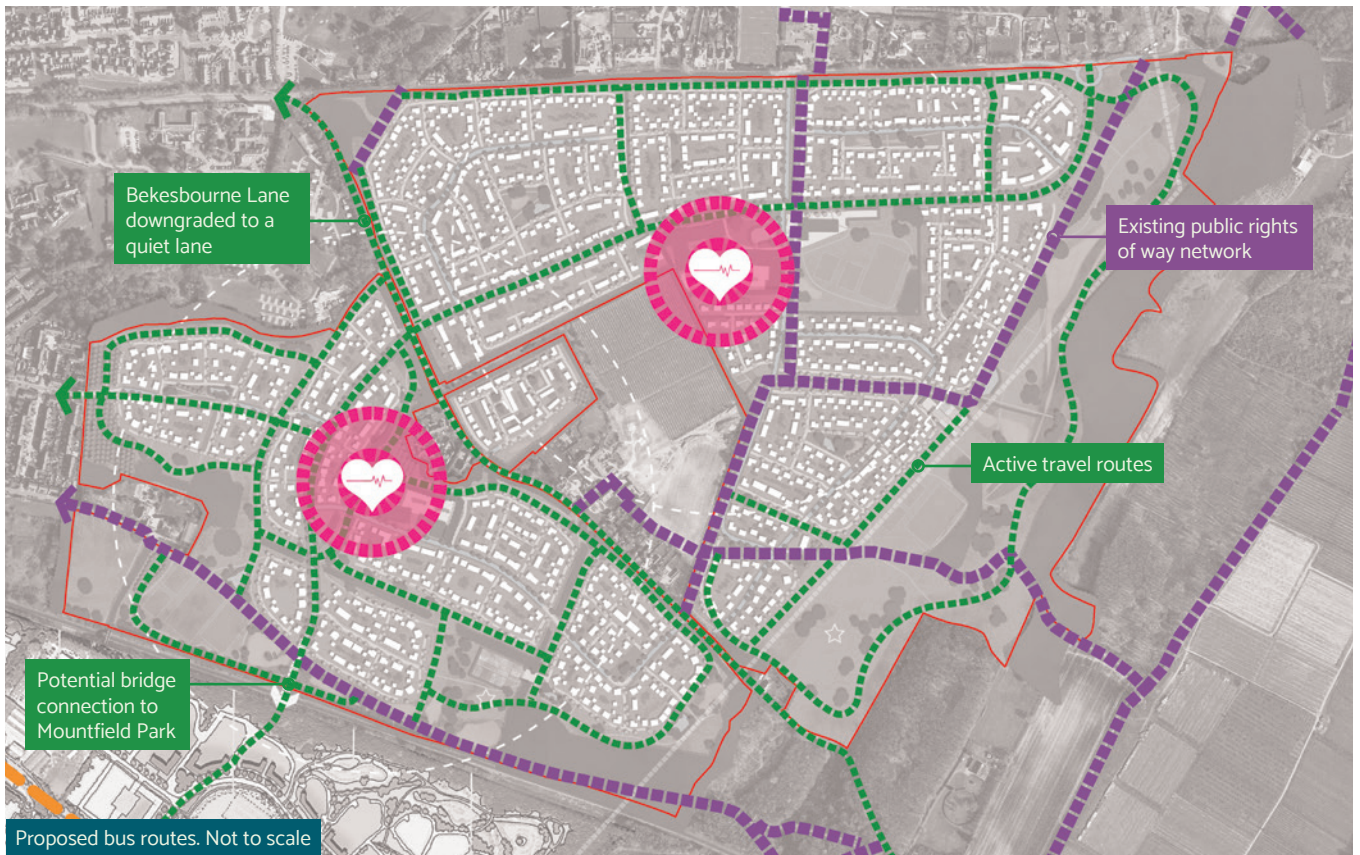 Bekesbourne Lane
downgraded to a
quiet lane
Existing public rights
of way network
Active travel routes
Potential bridge
connection to
Mountfield Park
Proposed bus routes. Not to scale